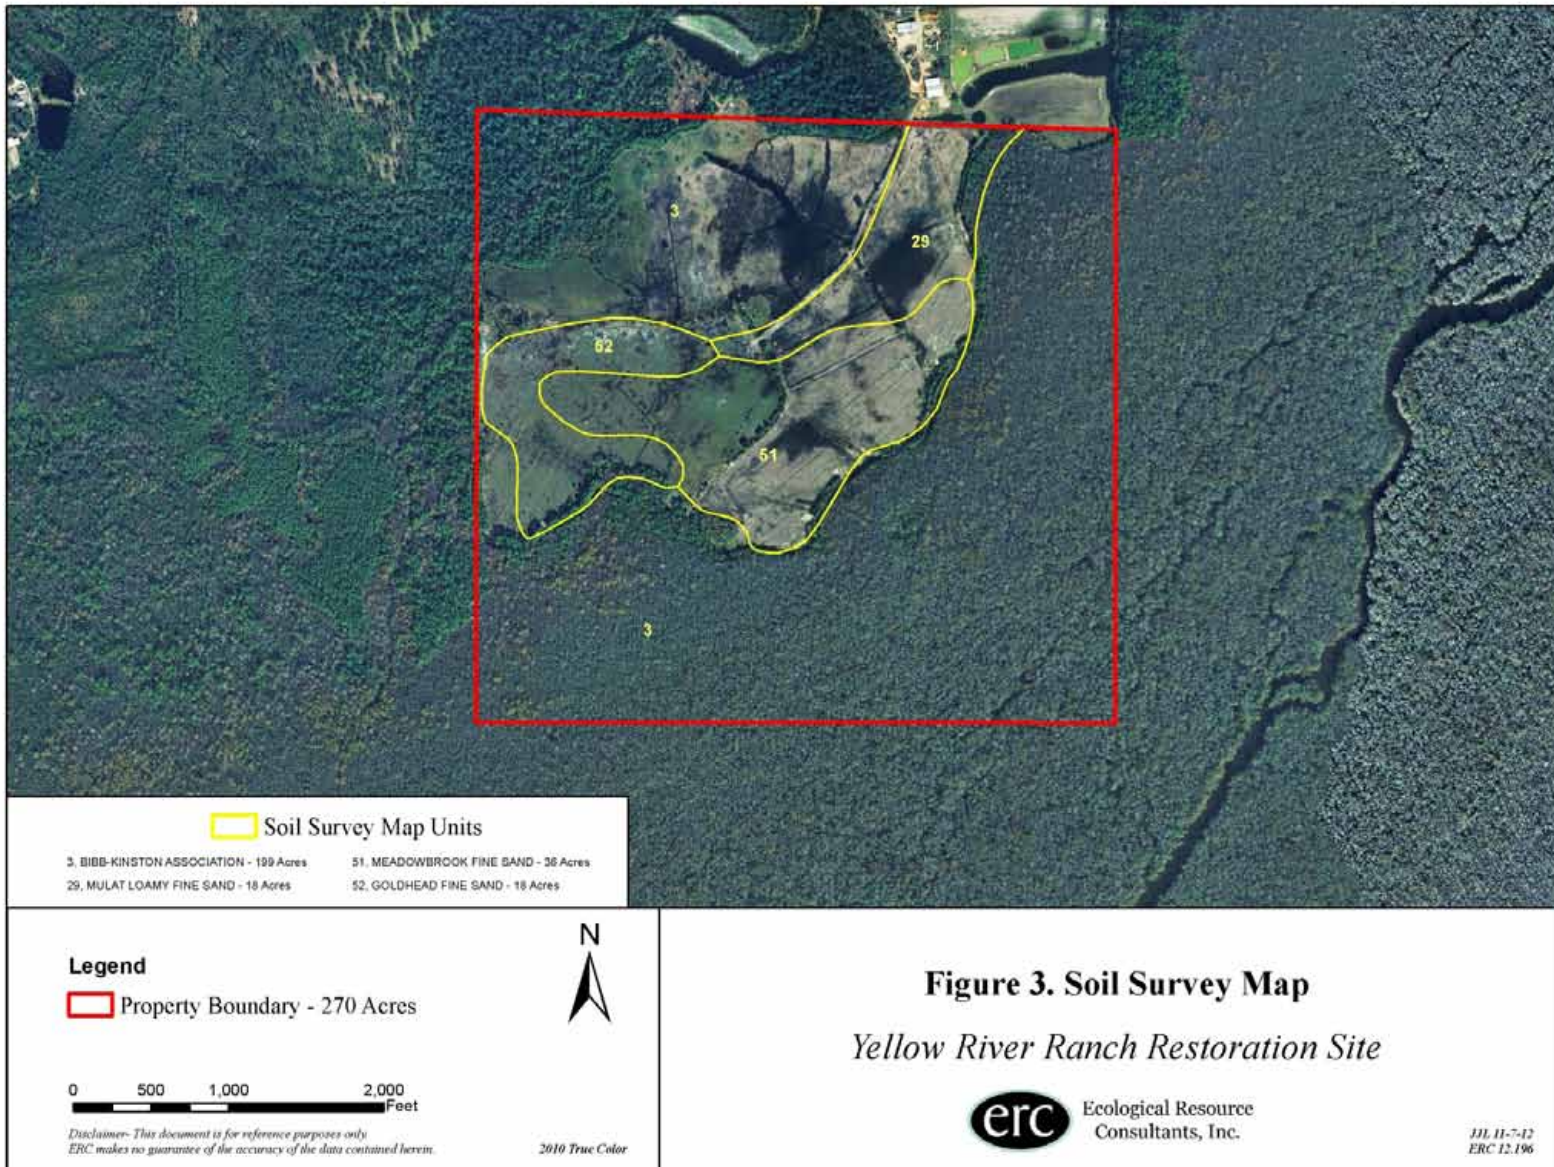 3
29
52
51
3
Soil Survey Map Units
3, BIBB-KINSTON ASSOCIATION - 199 Acres
51, MEADOWBROOK FINE SAND - 36 Acres
29, MULAT LOAMY FINE SAND - 18 Acres
52, GOLDHEAD FINE SAND - 18 Acres
Legend
Property Boundary - 270 Acres
N
0 500 1,000 2,000
Feet
Disclaimer- This document is for reference purposes only
ERC makes no guarantee of the accuracy of the data contained herein.
2010 True Color
Figure 3. Soil Survey Map
Yellow River Ranch Restoration Site
erc
Ecological Resource
Consultants, Inc.
JJL 11-7-12
ERC 12.196